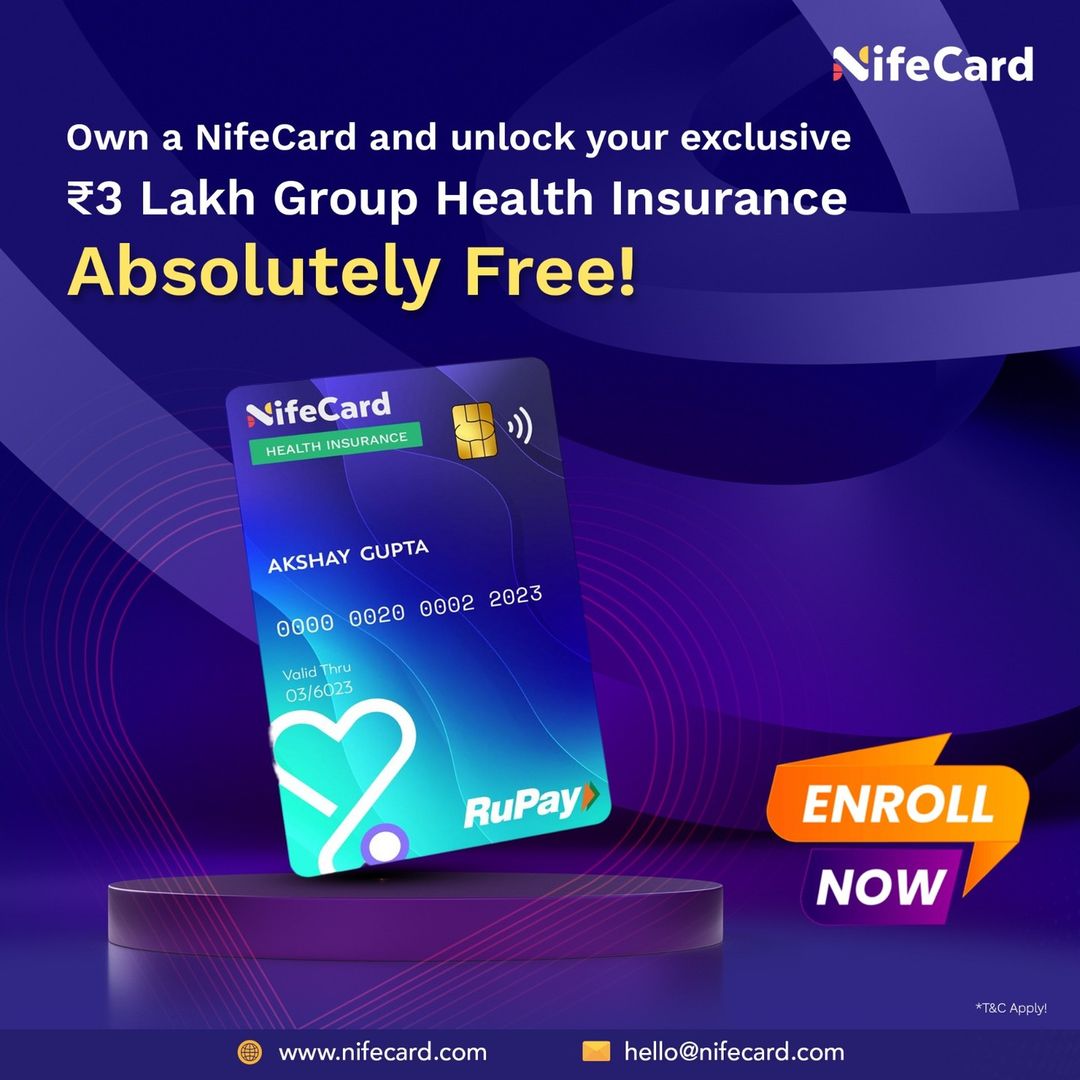 NifeCard
Own a NifeCard and unlock your exclusive
₹3 Lakh Group Health Insurance
Absolutely Free!
NifeCard
HEALTH INSURANCE
AKSHAY GUPTA
0000 0020 0002 2023
Valid Thru
03/6023
RuPay
ENROLL
NOW
*T&C Apply!
www.nifecard.com
hello@nifecard.com